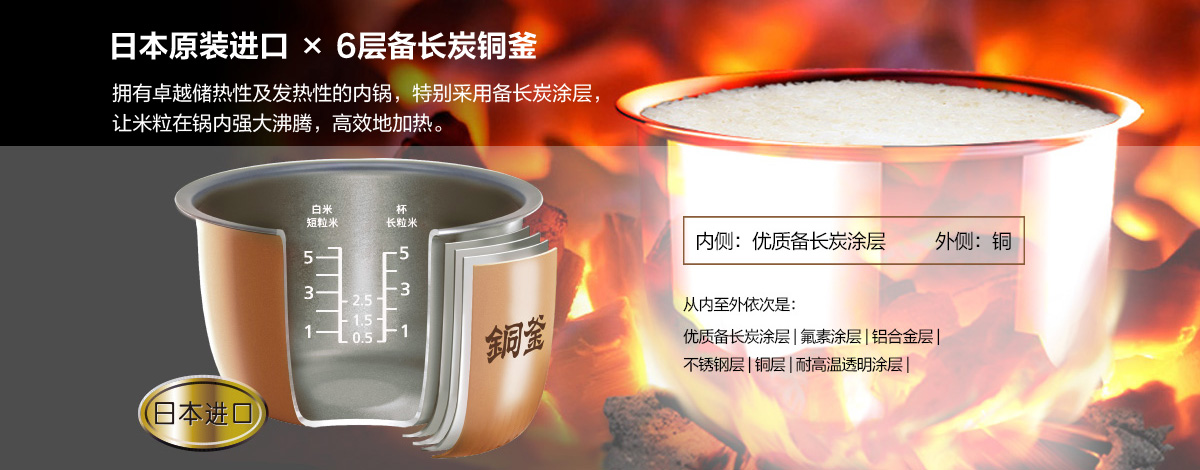 日本原装进口 × 6层备长炭铜釜
拥有卓越储热性及发热性的内锅，特别采用备长炭涂层，
让米粒在锅内强大沸腾，高效地加热。
白米 杯
短粒米 长粒米
5 5
3 3
2.5
1.5
1 1
0.5
銅釜
日本进口
内侧：优质备长炭涂层 外侧：铜
从内至外依次是：
优质备长炭涂层|氟素涂层|铝合金层|
不锈钢层|铜层|耐高温透明涂层|